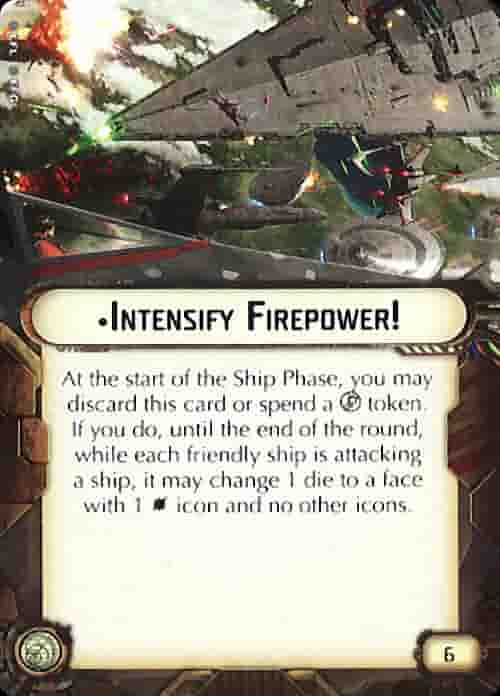 •Intensify Firepower!
At the start of the Ship Phase, you may
discard this card or spend a token.
If you do, until the end of the round,
while each friendly ship is attacking
a ship, it may change 1 die to a face
with 1 icon and no other icons.
6